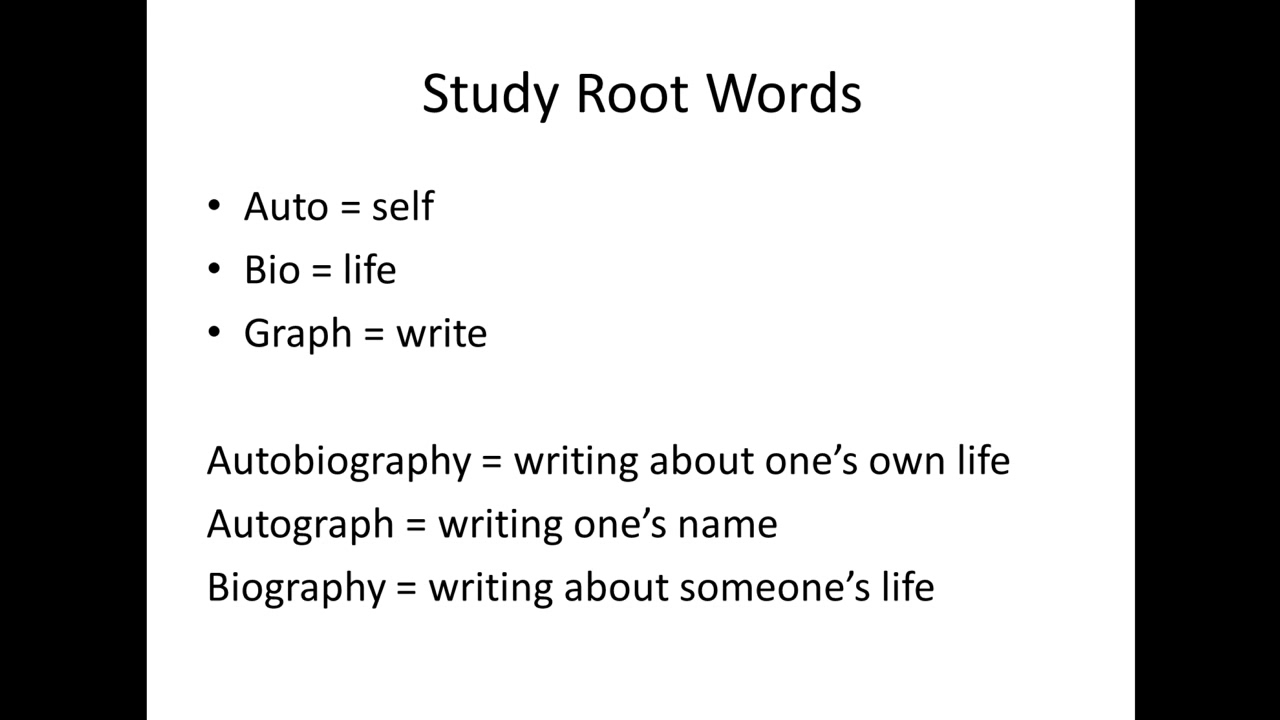 Study Root Words
• Auto = self
• Bio = life
• Graph = write
Autobiography = writing about one’s own life
Autograph = writing one’s name
Biography = writing about someone’s life